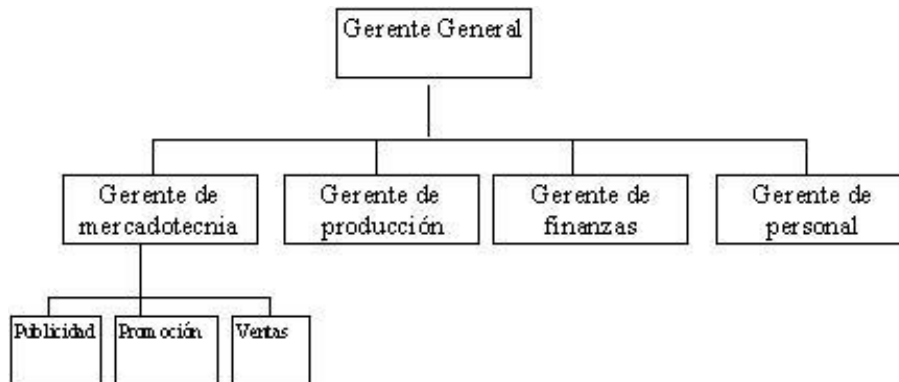 Gerente General
Gerente de
mercadotecnia
Gerente de
producción
Gerente de
finanzas
Gerente de
personal
Publicidad
Promoción
Ventas